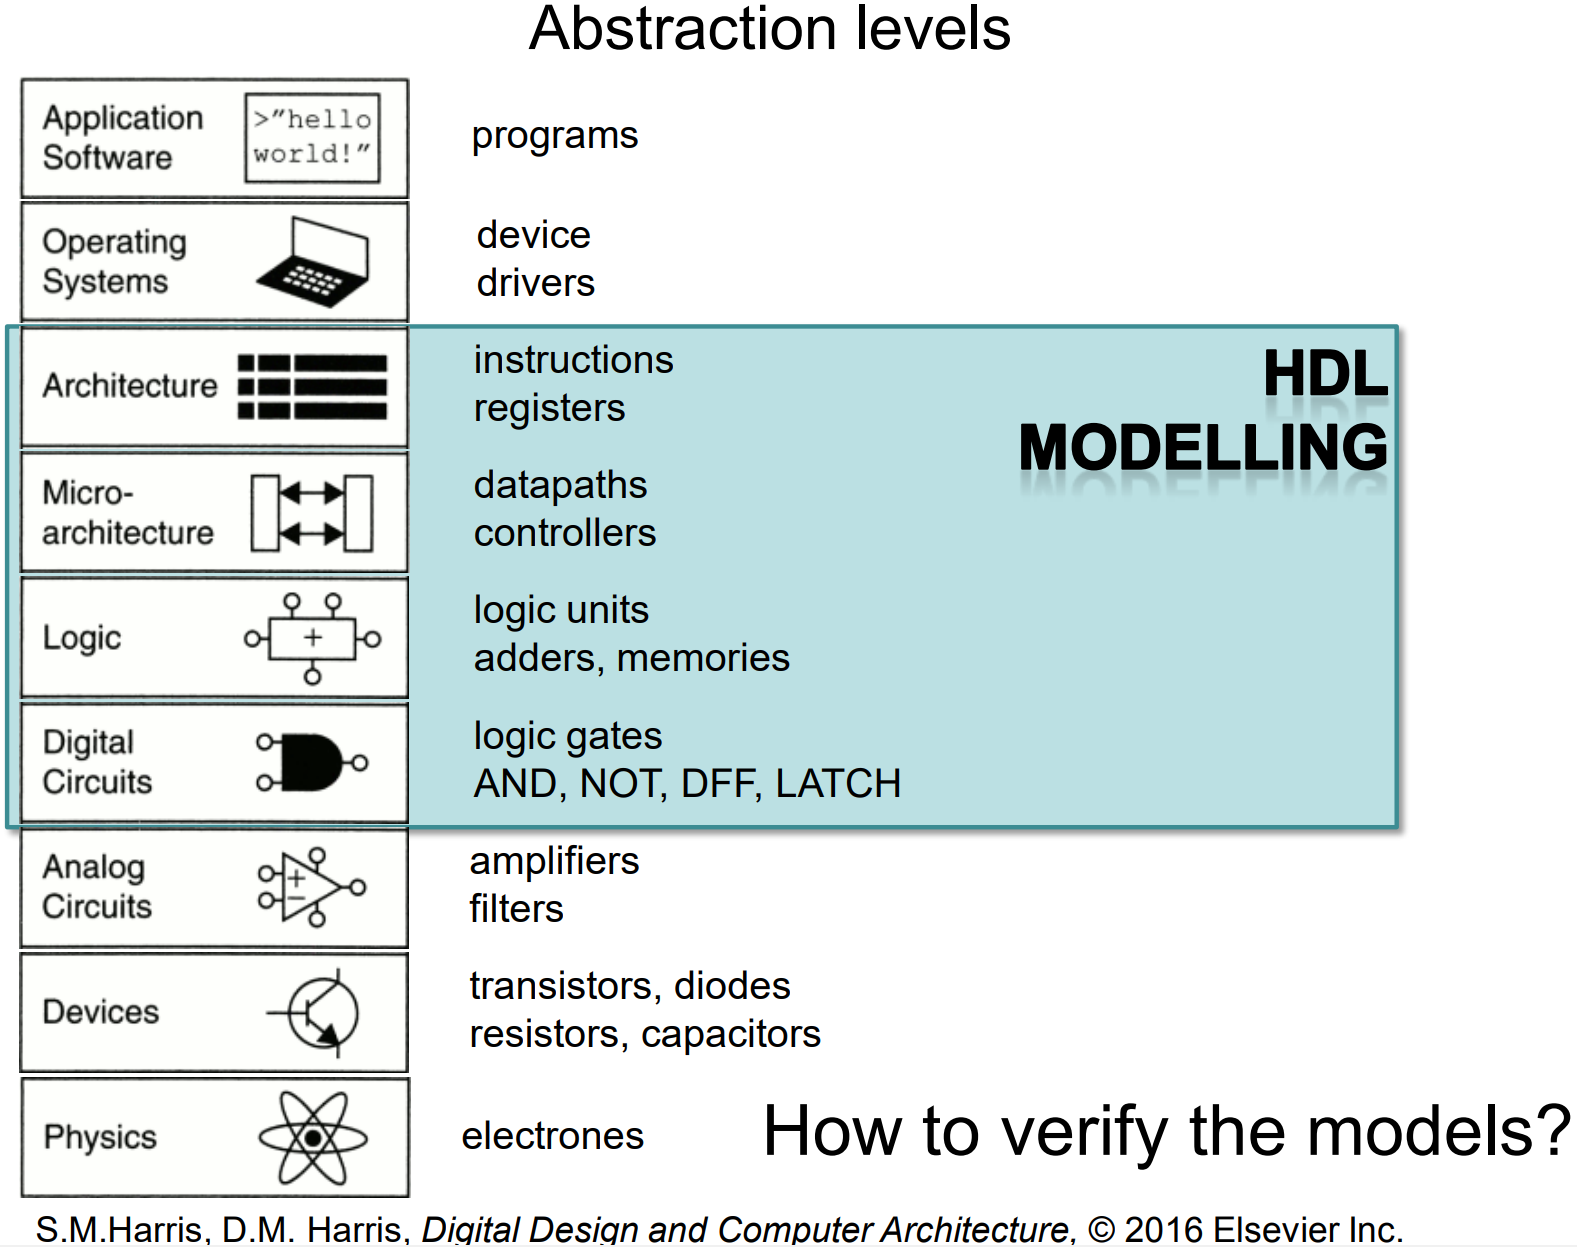 Abstraction levels
Application
Software
>"hello
world!"
programs
Operating
Systems
device
drivers
Architecture
instructions
registers
HDL
MODELLING
Micro-
architecture
datapaths
controllers
Logic
+
logic units
adders, memories
Digital
Circuits
logic gates
AND, NOT, DFF, LATCH
Analog
Circuits
+
−
amplifiers
filters
Devices
transistors, diodes
resistors, capacitors
Physics
electrones
How to verify the models?
S.M.Harris, D.M. Harris, Digital Design and Computer Architecture, © 2016 Elsevier Inc.